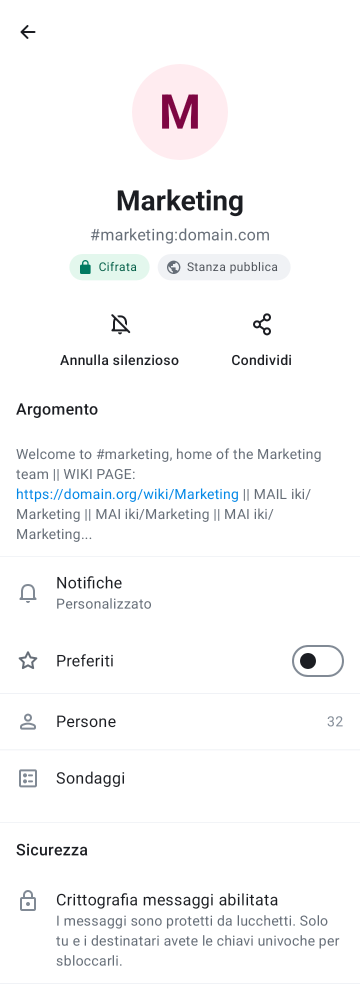 M
Marketing
#marketing:domain.com
Cifrata Stanza pubblica
Annulla silenzioso Condividi
Argomento
Welcome to #marketing, home of the Marketing
team || WIKI PAGE:
https://domain.org/wiki/Marketing || MAIL iki/
Marketing || MAI iki/Marketing || MAI iki/
Marketing...
Notifiche
Personalizzato
Preferiti
Persone 32
Sondaggi
Sicurezza
Crittografia messaggi abilitata
I messaggi sono protetti da lucchetti. Solo
tu e i destinatari avete le chiavi univoche per
sbloccarli.